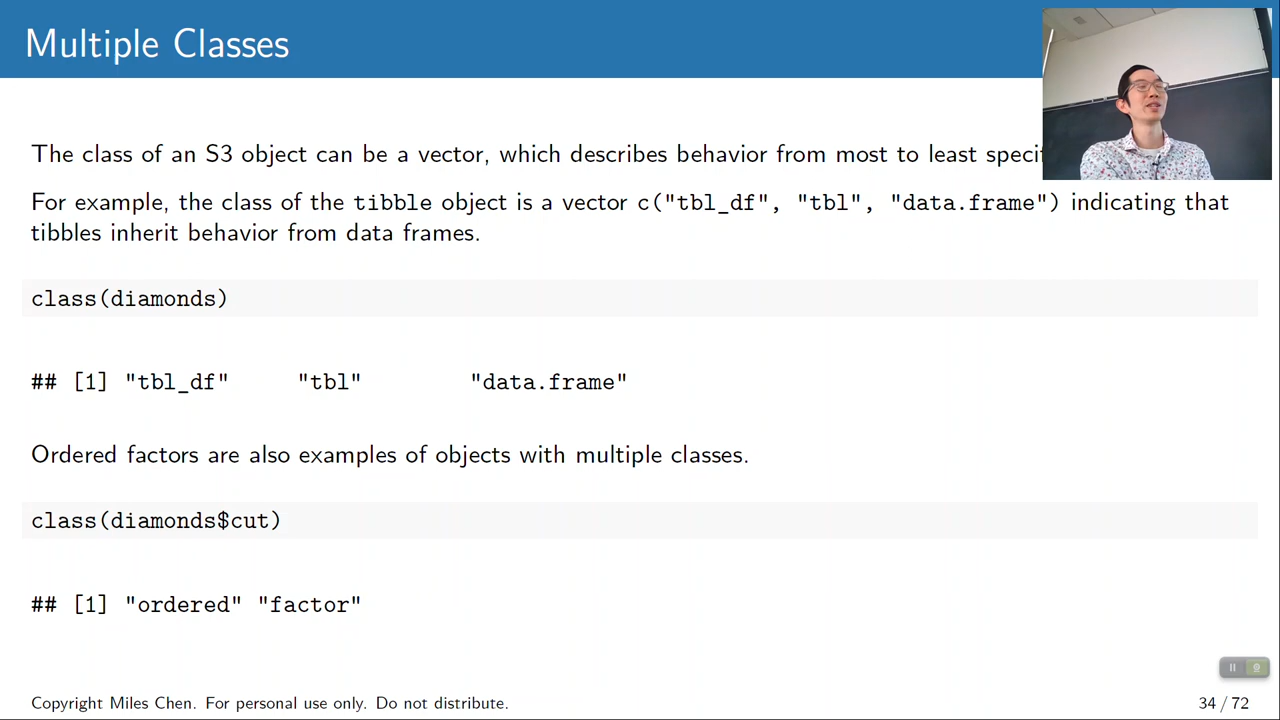 Multiple Classes
The class of an S3 object can be a vector, which describes behavior from most to least
For example, the class of the tibble object is a vector c("tbl_df", "tbl", "data.frame") indicating that
tibbles inherit behavior from data frames.
class(diamonds)
## [1] "tbl_df" "tbl" "data.frame"
Ordered factors are also examples of objects with multiple classes.
class(diamonds$cut)
## [1] "ordered" "factor"
Copyright Miles Chen. For personal use only. Do not distribute.
34 / 72